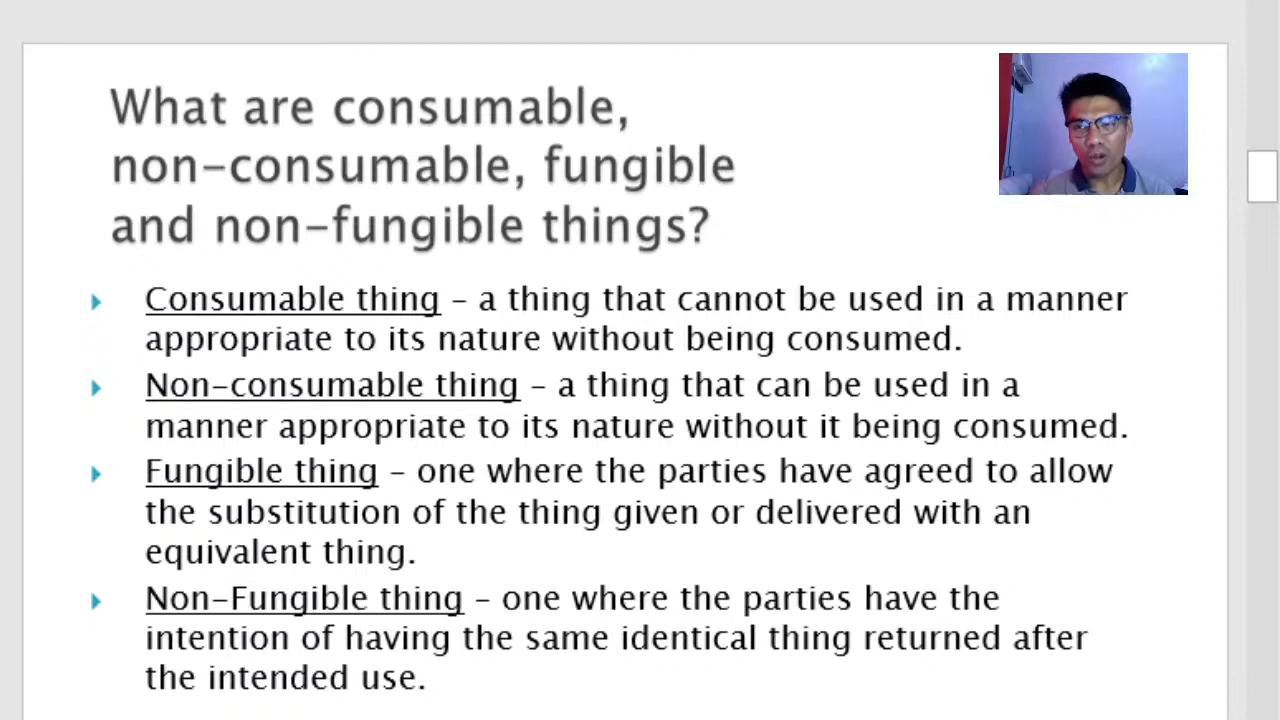 What are consumable,
non-consumable, fungible
and non-fungible things?
Consumable thing – a thing that cannot be used in a manner
appropriate to its nature without being consumed.
Non-consumable thing – a thing that can be used in a
manner appropriate to its nature without it being consumed.
Fungible thing – one where the parties have agreed to allow
the substitution of the thing given or delivered with an
equivalent thing.
Non-Fungible thing – one where the parties have the
intention of having the same identical thing returned after
the intended use.